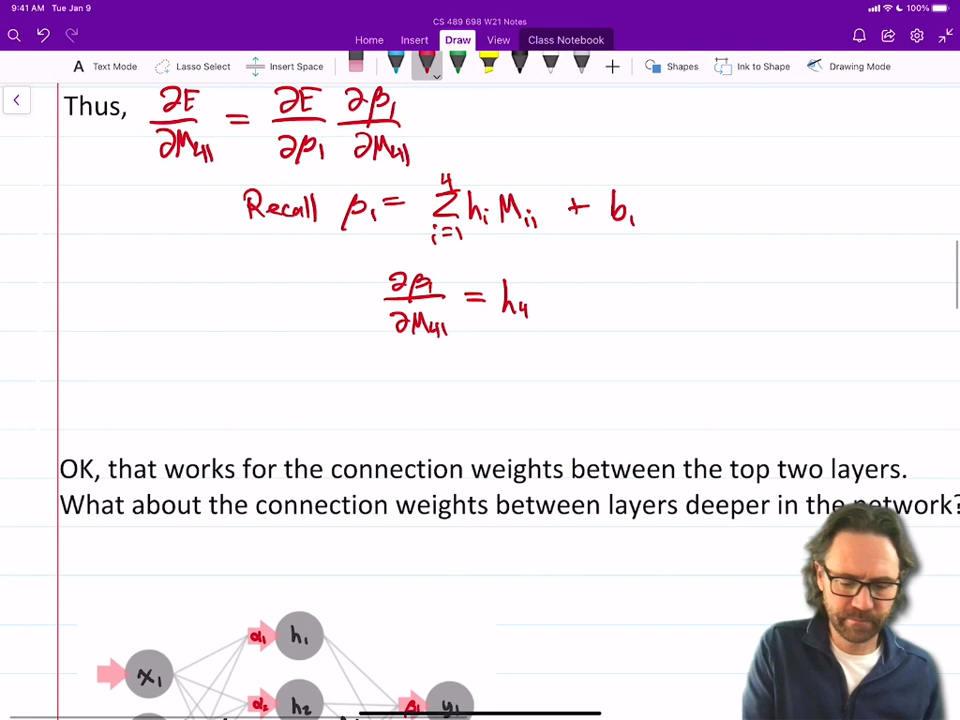 9:41 AM Tue Jan 9
100%
CS 489 698 W21 Notes
Home Insert Draw View Class Notebook
Text Mode Lasso Select Insert Space Shapes Ink to Shape Drawing Mode
Thus, ∂E/∂M₄₁ = ∂E/∂β₁ ∂β₁/∂M₄₁
Recall β₁ = Σ_{i=1}^{4} hᵢ Mᵢ₁ + b₁
∂β₁/∂M₄₁ = h₄
OK, that works for the connection weights between the top two layers.
What about the connection weights between layers deeper in the network?
α₁ h₁
x₁
α₂ h₂ β₁ y₁